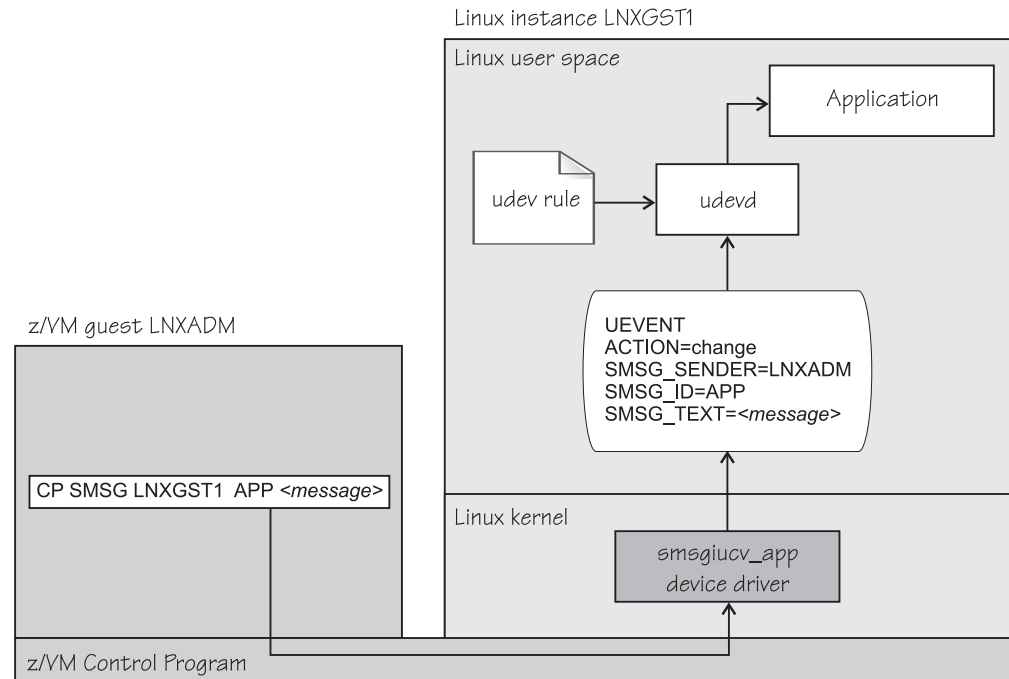 Linux instance LNXGST1
Linux user space
Application
udev rule
udevd
UEVENT
ACTION=change
SMSG_SENDER=LNXADM
SMSG_ID=APP
SMSG_TEXT=<message>
z/VM guest LNXADM
CP SMSG LNXGST1 APP <message>
Linux kernel
smsgiucv_app
device driver
z/VM Control Program